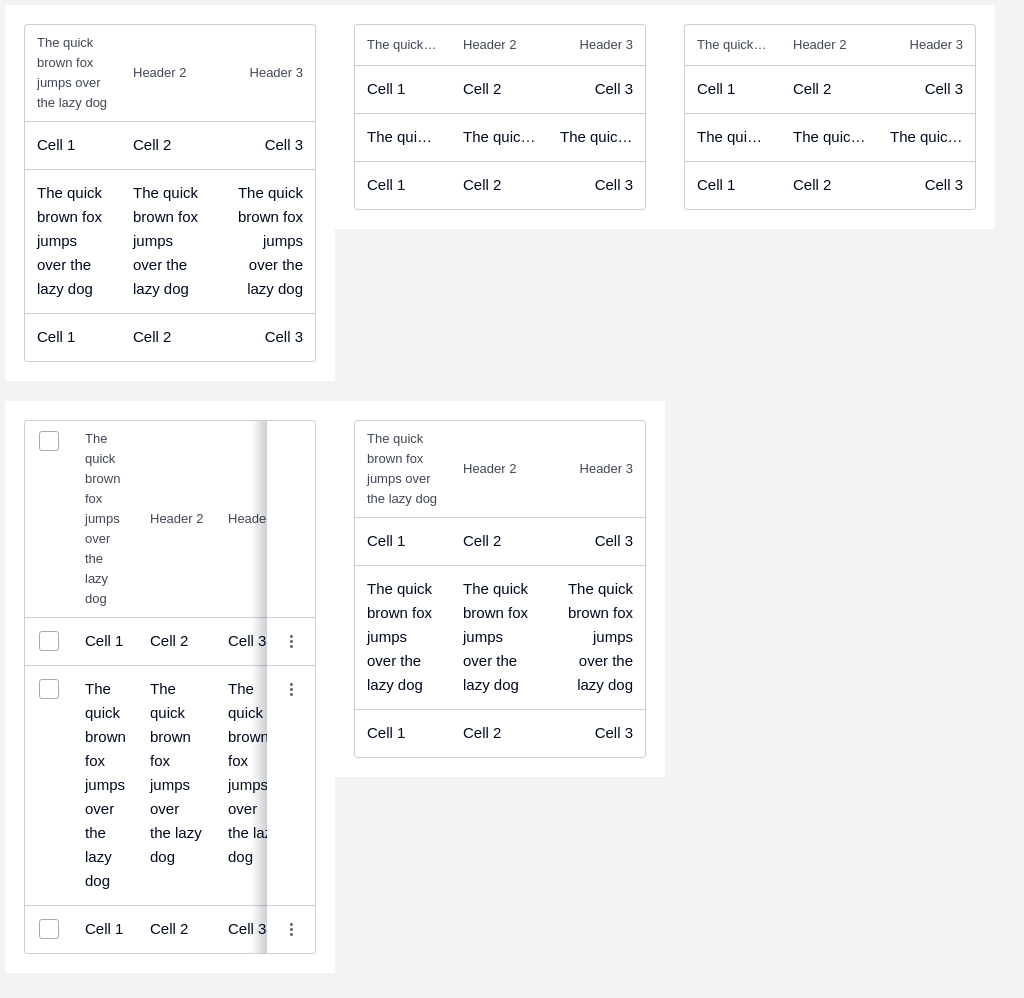 The quick
brown fox
jumps over
the lazy dog
Header 2
Header 3
Cell 1 Cell 2 Cell 3
The quick
brown fox
jumps
over the
lazy dog
The quick
brown fox
jumps
over the
lazy dog
The quick
brown fox
jumps
over the
lazy dog
Cell 1 Cell 2 Cell 3
The quick… Header 2 Header 3
Cell 1 Cell 2 Cell 3
The qui… The quic… The quic…
Cell 1 Cell 2 Cell 3
The quick… Header 2 Header 3
Cell 1 Cell 2 Cell 3
The qui… The quic… The quic…
Cell 1 Cell 2 Cell 3
The
quick
brown
fox
jumps
over
the
lazy
dog
Header 2
Heade
Cell 1 Cell 2 Cell 3
The
quick
brown
fox
jumps
over
the
lazy
dog
The
quick
brown
fox
jumps
over
the lazy
dog
The
quick
brown
fox
jumps
over
the la
dog
Cell 1 Cell 2 Cell 3
The quick
brown fox
jumps over
the lazy dog
Header 2
Header 3
Cell 1 Cell 2 Cell 3
The quick
brown fox
jumps
over the
lazy dog
The quick
brown fox
jumps
over the
lazy dog
The quick
brown fox
jumps
over the
lazy dog
Cell 1 Cell 2 Cell 3